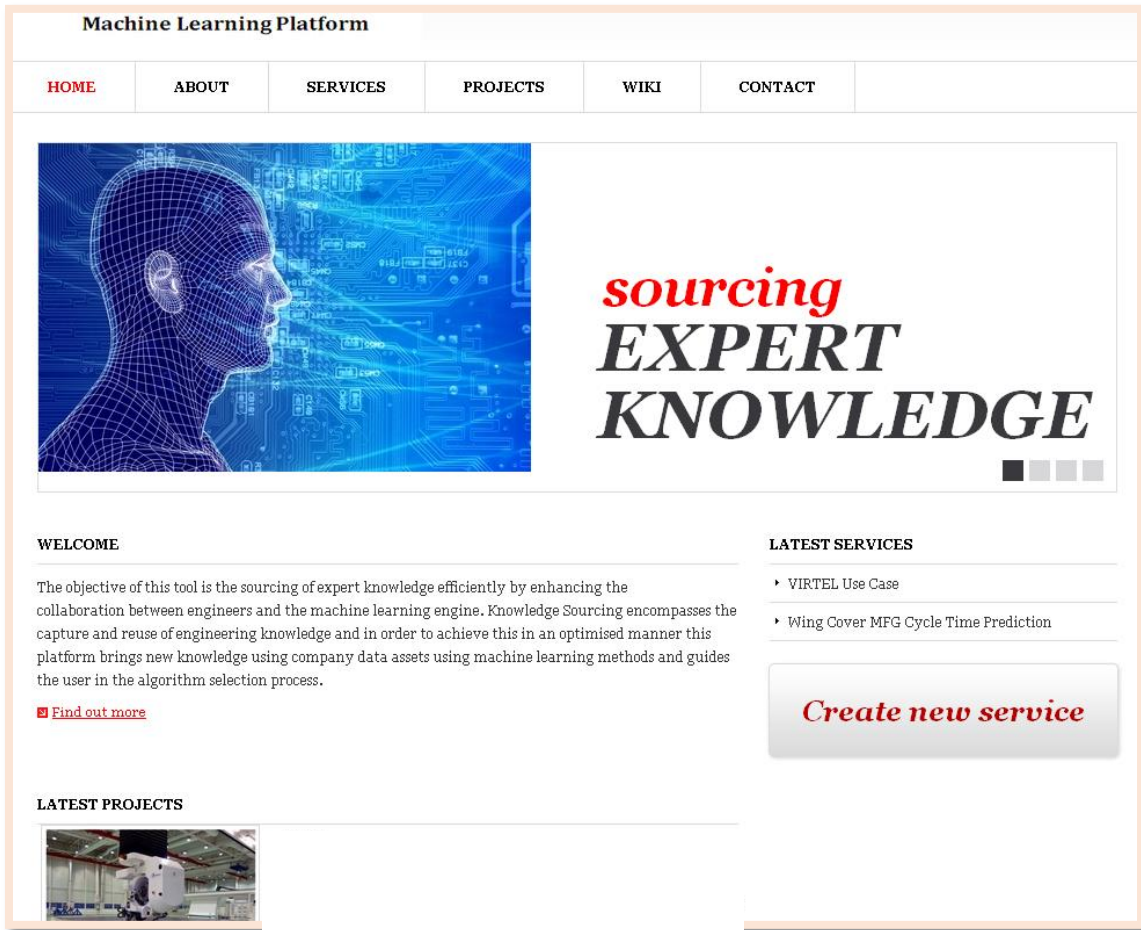 Machine Learning Platform
HOME ABOUT SERVICES PROJECTS WIKI CONTACT
sourcing
EXPERT
KNOWLEDGE
WELCOME
The objective of this tool is the sourcing of expert knowledge efficiently by enhancing the
collaboration between engineers and the machine learning engine. Knowledge Sourcing encompasses the
capture and reuse of engineering knowledge and in order to achieve this in an optimised manner this
platform brings new knowledge using company data assets using machine learning methods and guides
the user in the algorithm selection process.
Find out more
LATEST SERVICES
VIRTEL Use Case
Wing Cover MFG Cycle Time Prediction
Create new service
LATEST PROJECTS